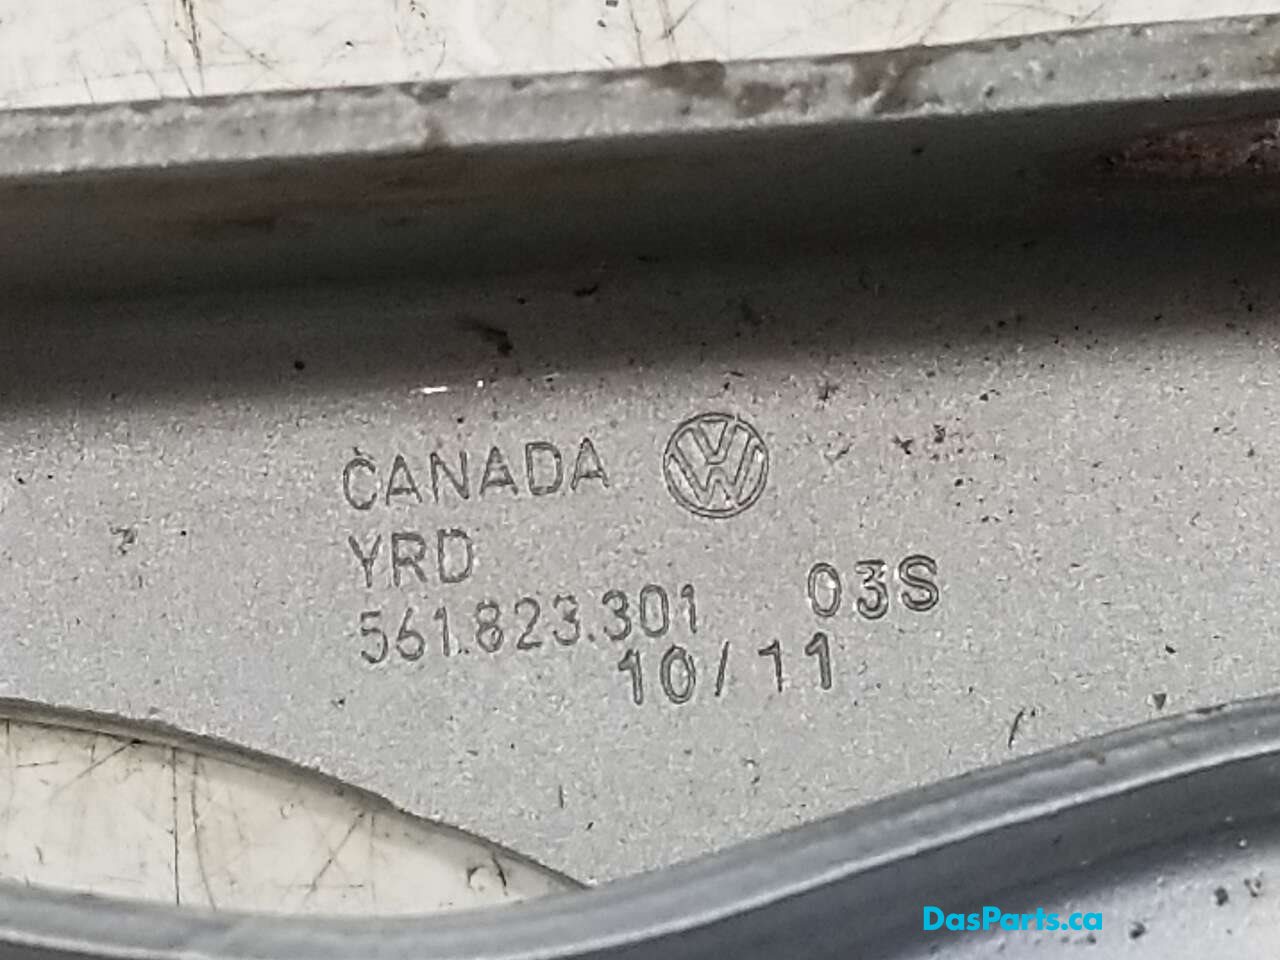 CANADA
YRD
561.823.301 03S
10/11
DasParts.ca